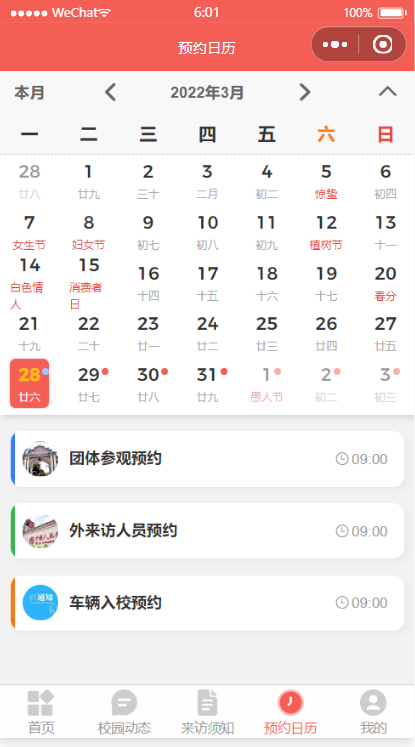 WeChat 6:01 100%
预约日历
本月 2022年3月
一 二 三 四 五 六 日
28 1 2 3 4 5 6
廿八 廿九 三十 二月 初二 惊蛰 初四
7 8 9 10 11 12 13
女生节 妇女节 初七 初八 初九 植树节 十一
14 15 16 17 18 19 20
白色情人 消费者日 十四 十五 十六 十七 春分
21 22 23 24 25 26 27
十九 二十 廿一 廿二 廿三 廿四 廿五
28 29 30 31 1 2 3
廿六 廿七 廿八 廿九 愚人节 初二 初三
团体参观预约 09:00
外来访人员预约 09:00
通知
车辆入校预约 09:00
首页 校园动态 来访须知 预约日历 我的